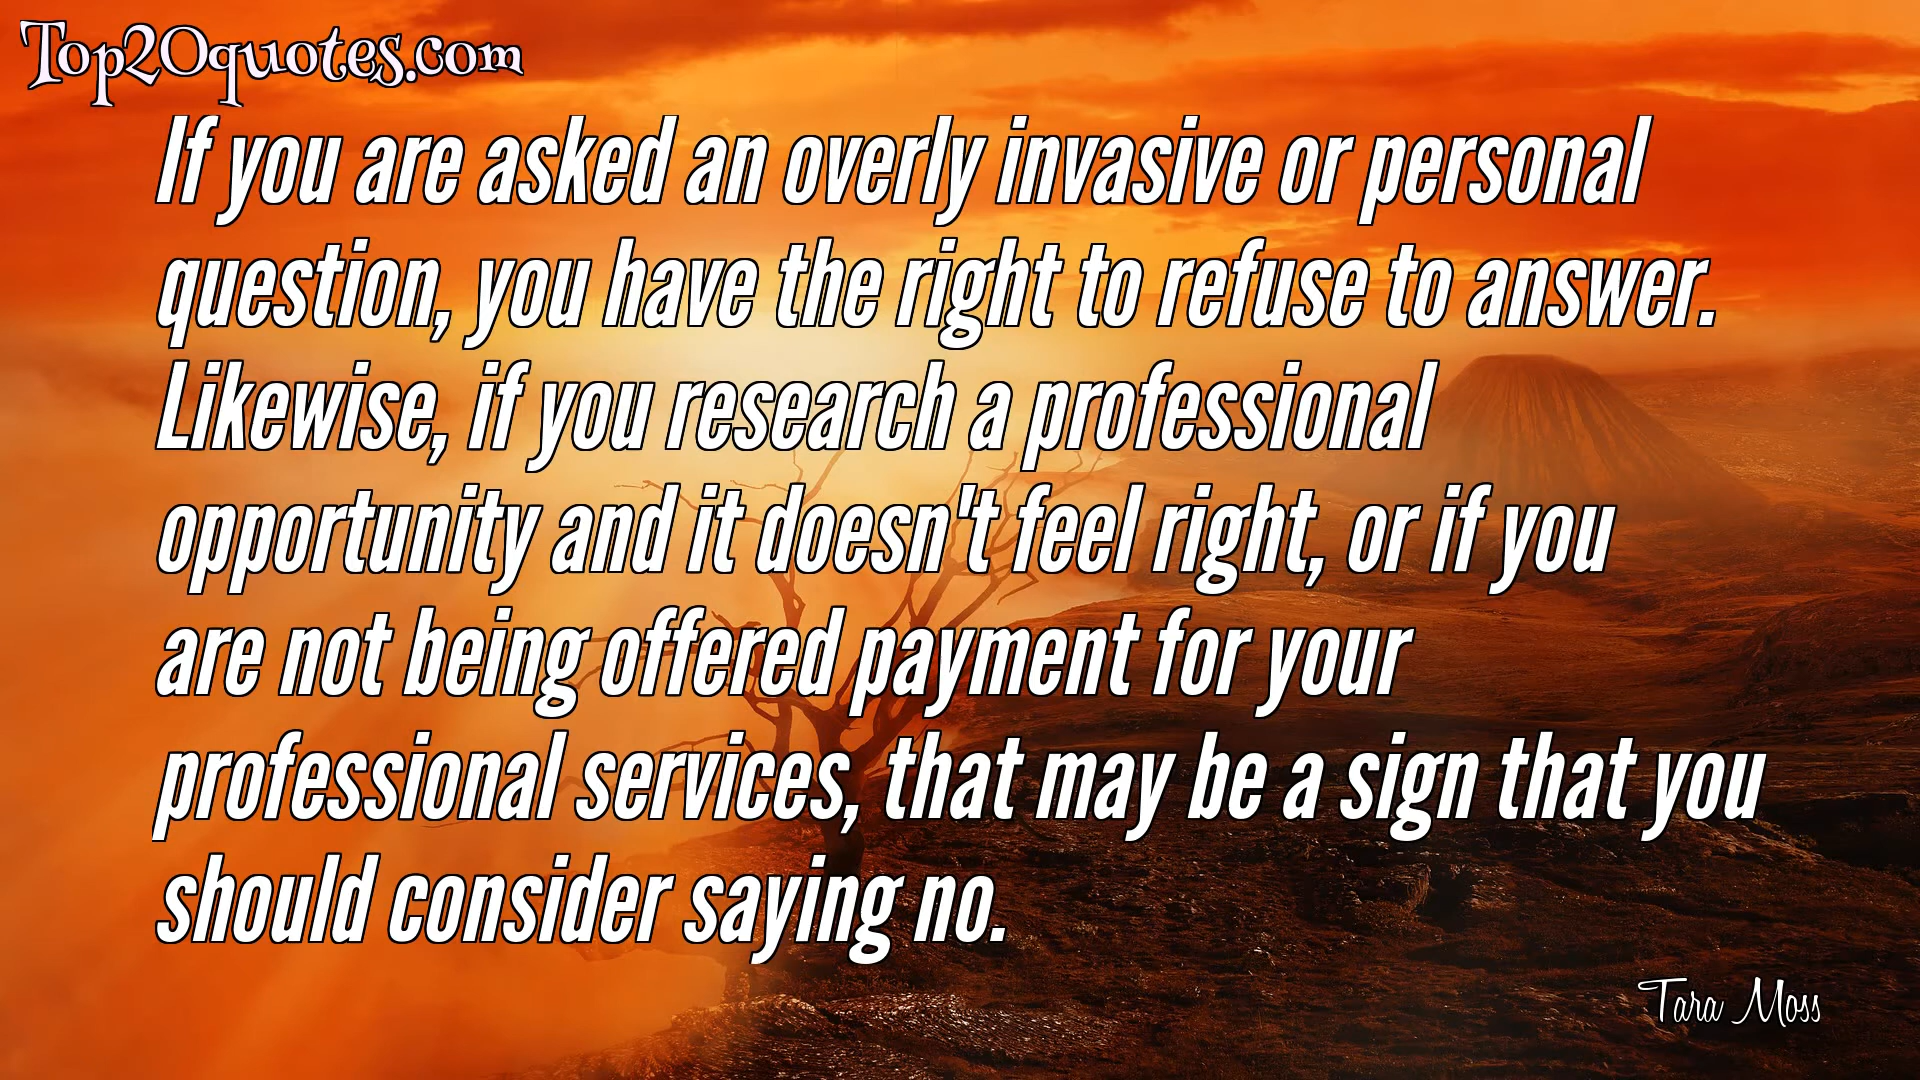 Top20quotes.com
If you are asked an overly invasive or personal
question, you have the right to refuse to answer.
Likewise, if you research a professional
opportunity and it doesn't feel right, or if you
are not being offered payment for your
professional services, that may be a sign that you
should consider saying no.
Tara Moss